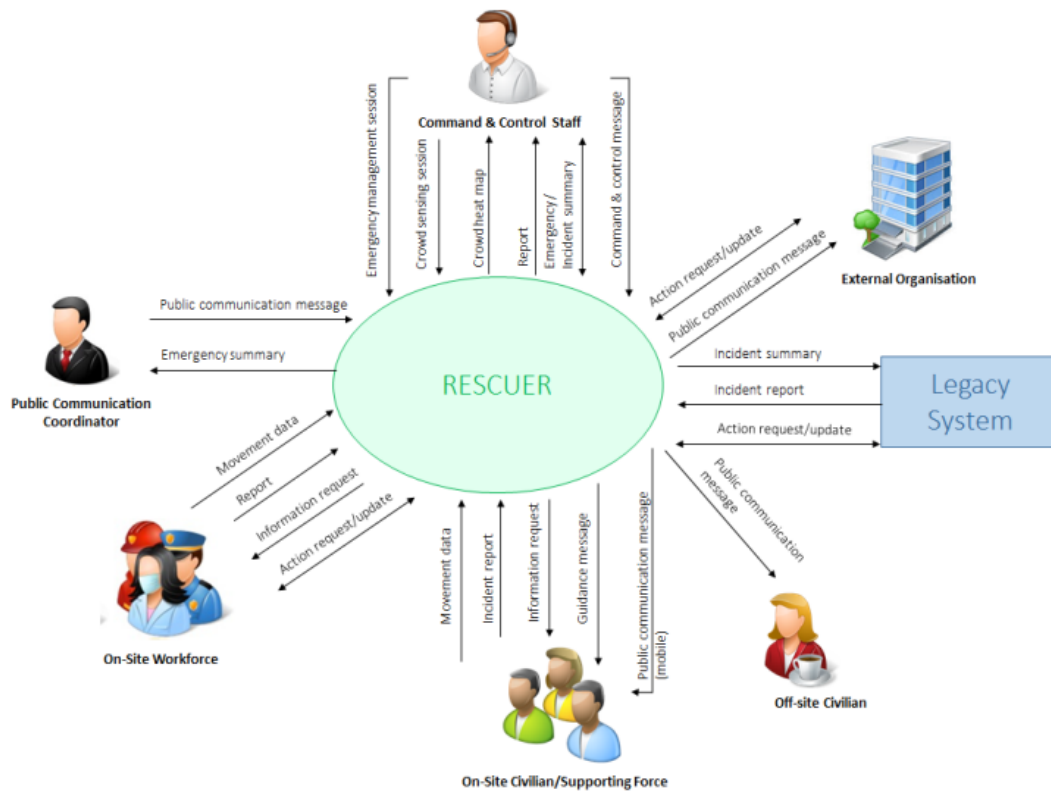 Command & Control Staff
Emergency management session
Crowd sensing session
Crowd heat map
Report
Emergency/
Incident summary
Command & control message
External Organisation
Action request/update
Public communication message
Public communication message
Emergency summary
Public Communication
Coordinator
RESCUER
Incident summary
Incident report
Action request/update
Legacy
System
Movement data
Report
Information request
Action request/update
On-Site Workforce
Movement data
Incident report
Information request
Guidance message
Public communication message
(mobile)
On-Site Civilian/Supporting Force
Public communication
message
Off-site Civilian